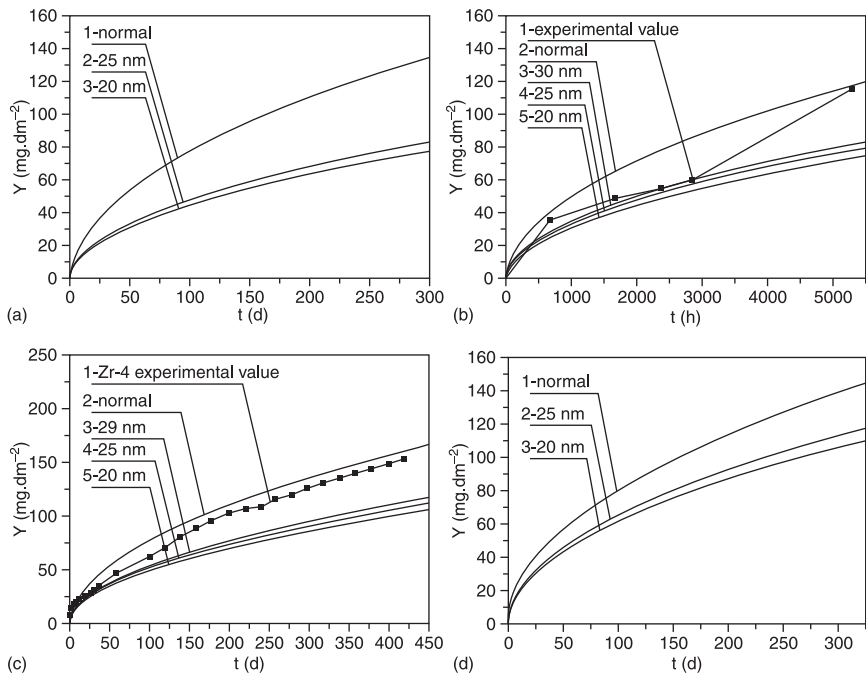 160
140
120
100
80
60
40
20
0
Y (mg.dm−2)
1-normal
2-25 nm
3-20 nm
0 50 100 150 200 250 300
t (d)
(a)
160
140
120
100
80
60
40
20
0
Y (mg.dm−2)
1-experimental value
2-normal
3-30 nm
4-25 nm
5-20 nm
0 1000 2000 3000 4000 5000
t (h)
(b)
250
200
150
100
50
0
Y (mg.dm−2)
1-Zr-4 experimental value
2-normal
3-29 nm
4-25 nm
5-20 nm
0 50 100 150 200 250 300 350 400 450
t (d)
(c)
160
140
120
100
80
60
40
20
0
Y (mg.dm−2)
1-normal
2-25 nm
3-20 nm
0 50 100 150 200 250 300
t (d)
(d)